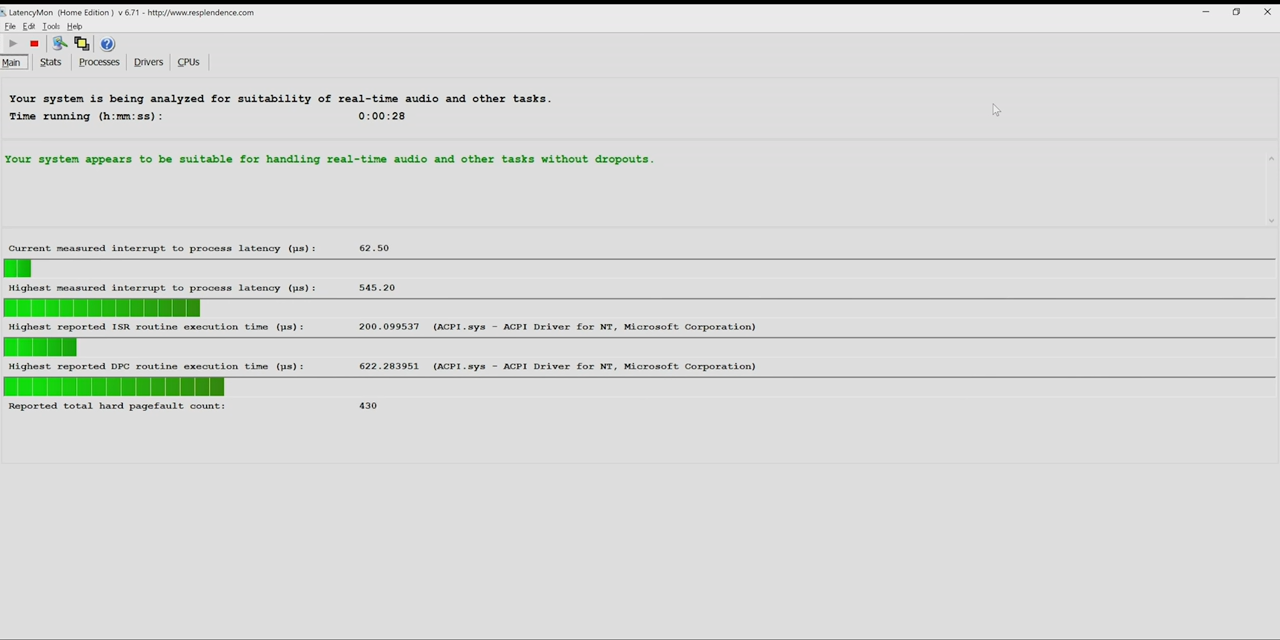 LatencyMon (Home Edition ) v 6.71 - http://www.resplendence.com
File Edit Tools Help
Main Stats Processes Drivers CPUs
Your system is being analyzed for suitability of real-time audio and other tasks.
Time running (h:mm:ss): 0:00:28
Your system appears to be suitable for handling real-time audio and other tasks without dropouts.
Current measured interrupt to process latency (µs): 62.50
Highest measured interrupt to process latency (µs): 545.20
Highest reported ISR routine execution time (µs): 200.099537 (ACPI.sys - ACPI Driver for NT, Microsoft Corporation)
Highest reported DPC routine execution time (µs): 622.283951 (ACPI.sys - ACPI Driver for NT, Microsoft Corporation)
Reported total hard pagefault count: 430